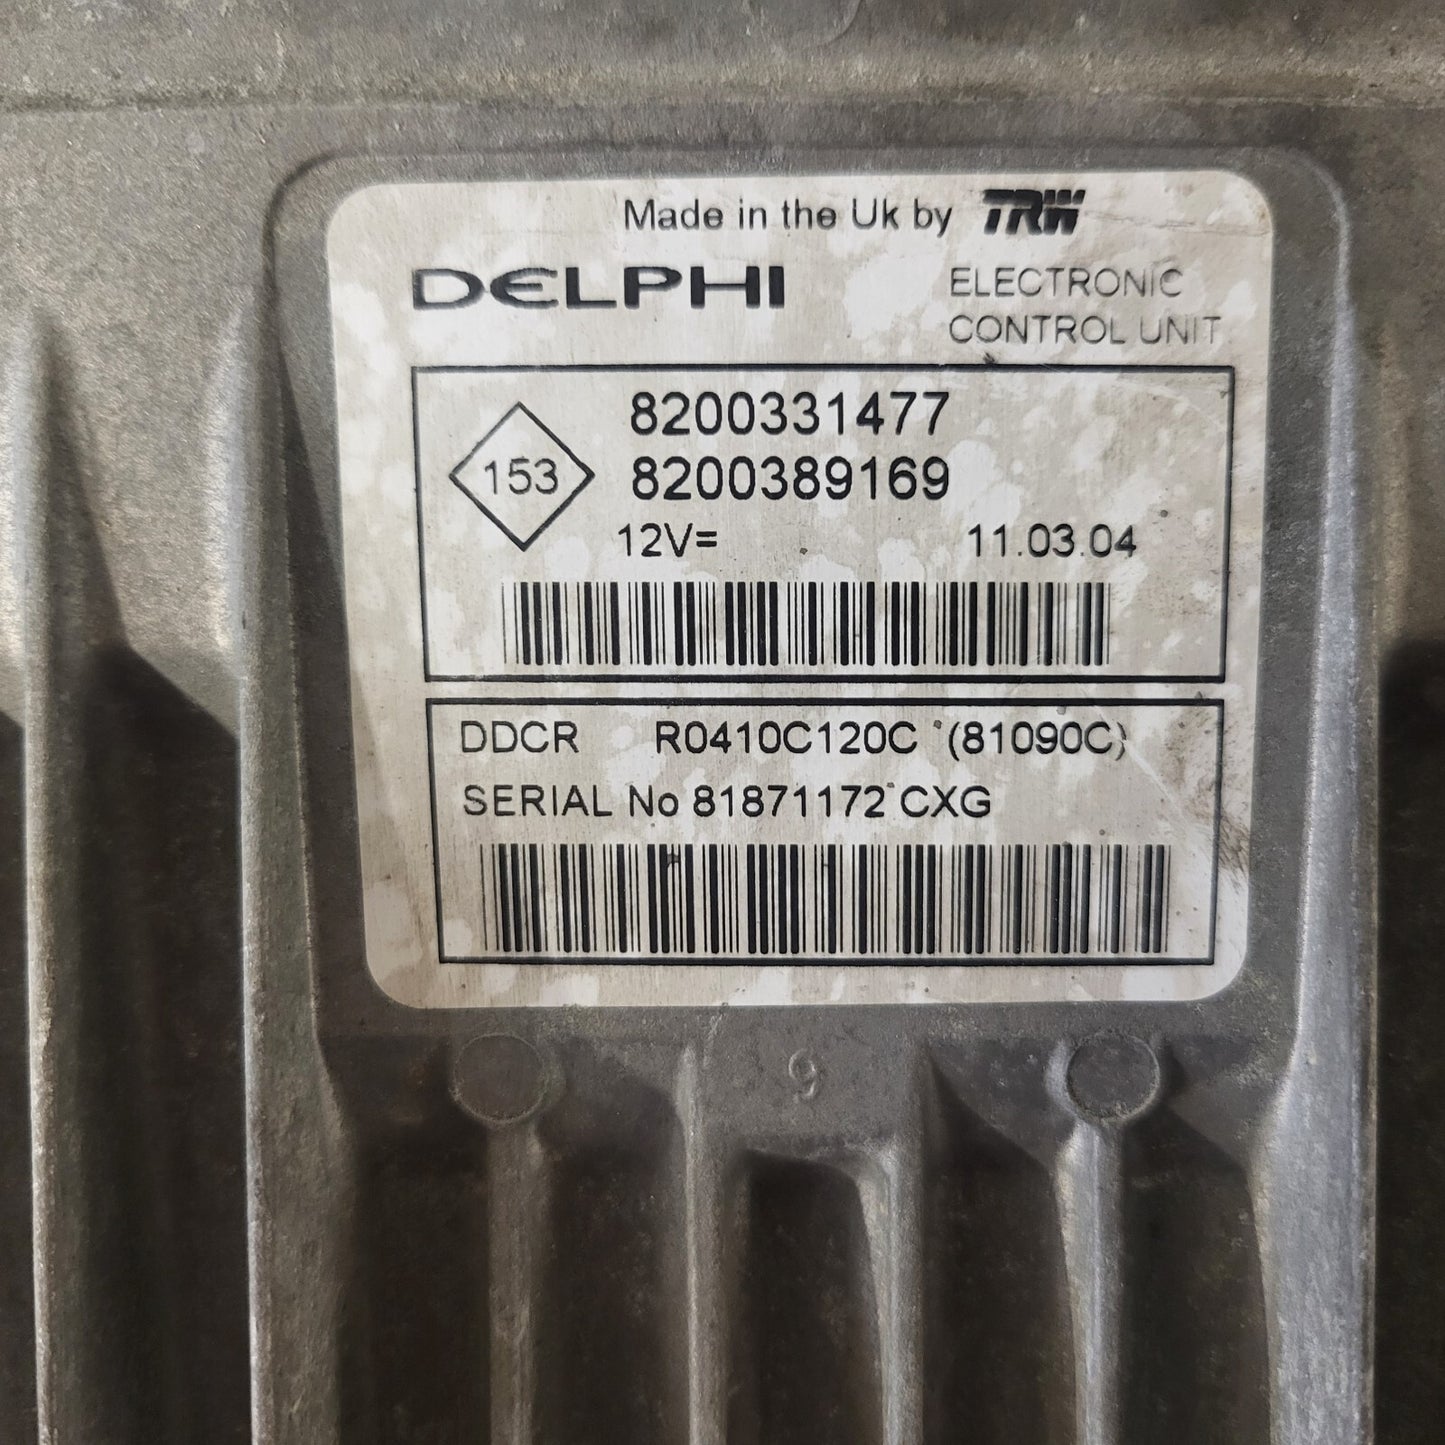 Made in the Uk by TRW
DELPHI
ELECTRONIC
CONTROL UNIT
8200331477
153
8200389169
12V=
11.03.04
DDCR R0410C120C (81090C)
SERIAL No 81871172 CXG
9